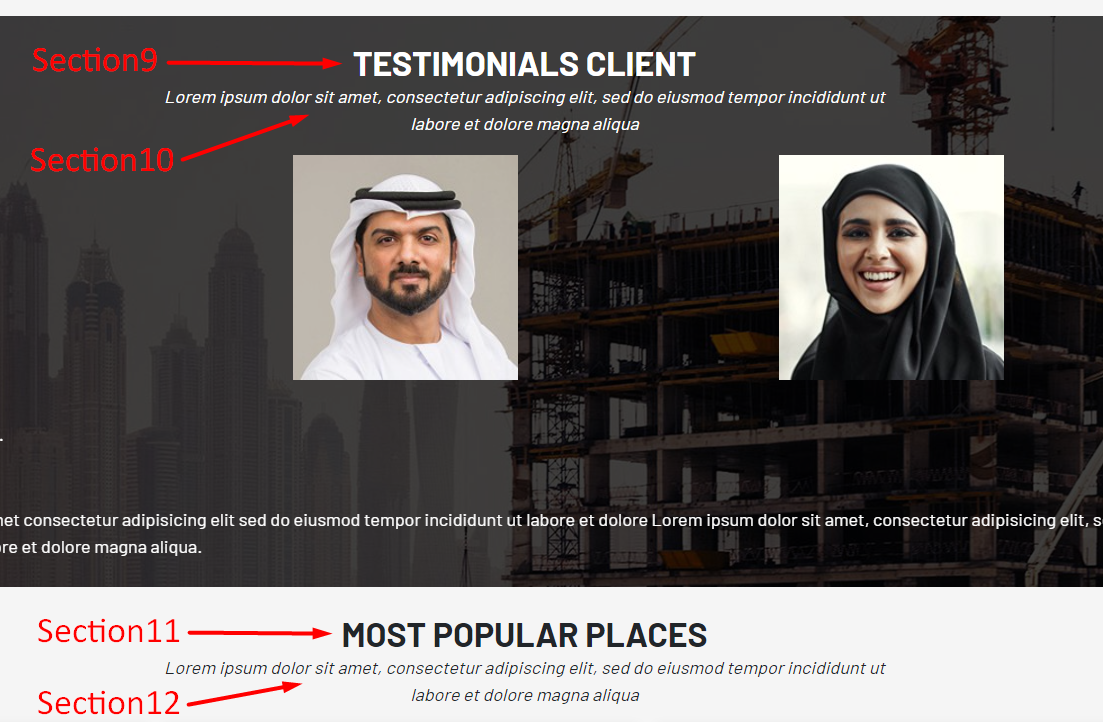 Section9
TESTIMONIALS CLIENT
Lorem ipsum dolor sit amet, consectetur adipiscing elit, sed do eiusmod tempor incididunt ut
labore et dolore magna aliqua
Section10
consectetur adipisicing elit sed do eiusmod tempor incididunt ut labore et dolore Lorem ipsum dolor sit amet, consectetur adipisicing elit,
et dolore magna aliqua.
Section11
MOST POPULAR PLACES
Lorem ipsum dolor sit amet, consectetur adipiscing elit, sed do eiusmod tempor incididunt ut
labore et dolore magna aliqua
Section12